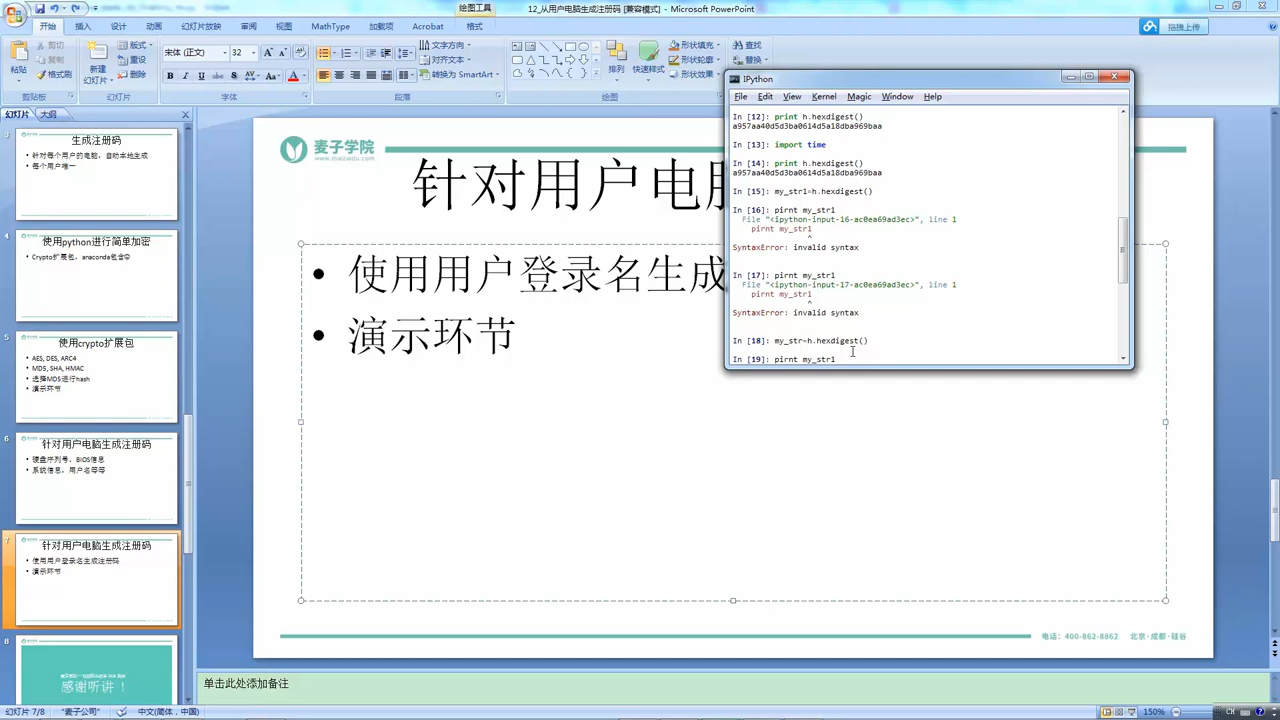 绘图工具
12_从用户电脑生成注册码 [兼容模式] - Microsoft PowerPoint
开始
插入
设计
动画
幻灯片放映
审阅
视图
MathType
加载项
Acrobat
格式
拖拽上传
粘贴
剪切
复制
格式刷
剪贴板
新建
幻灯片
版式
重设
删除
幻灯片
宋体 (正文)
32
字体
文字方向
对齐文本
转换为 SmartArt
段落
排列
快速样式
形状填充
形状轮廓
形状效果
绘图
查找
替换
幻灯片
大纲
3
生成注册码
• 针对每个用户的电脑，自动本地生成
• 每个用户唯一
4
使用python进行简单加密
• Crypto扩展包，anaconda包含
5
使用crypto扩展包
• AES, DES, ARC4
• MD5, SHA, HMAC
• 选择MD5进行hash
• 演示环节
6
针对用户电脑生成注册码
• 硬盘序列号，BIOS信息
• 系统信息，用户名等等
7
针对用户电脑生成注册码
• 使用用户登录名生成注册码
• 演示环节
8
感谢听讲！
麦子学院
www.maiziedu.com
针对用户电脑
• 使用用户登录名生成
• 演示环节
电话：400-862-8862 北京·成都·硅谷
IPython
File Edit View Kernel Magic Window Help
In [12]: print h.hexdigest()
a957aa40d5d3ba0614d5a18dba969baa
In [13]: import time
In [14]: print h.hexdigest()
a957aa40d5d3ba0614d5a18dba969baa
In [15]: my_str1=h.hexdigest()
In [16]: pirnt my_str1
File "<ipython-input-16-ac0ea69ad3ec>", line 1
pirnt my_str1
^
SyntaxError: invalid syntax
In [17]: pirnt my_str1
File "<ipython-input-17-ac0ea69ad3ec>", line 1
pirnt my_str1
^
SyntaxError: invalid syntax
In [18]: my_str=h.hexdigest()
In [19]: pirnt my_str1
单击此处添加备注
幻灯片 7/8
"麦子公司"
中文(简体，中国)
150%
CH